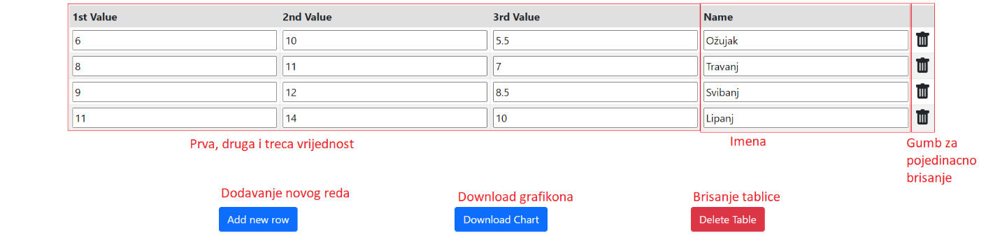 1st Value 2nd Value 3rd Value Name
6 10 5.5 Ožujak
8 11 7 Travanj
9 12 8.5 Svibanj
11 14 10 Lipanj
Prva, druga i treca vrijednost
Imena
Gumb za
pojedinacno
brisanje
Dodavanje novog reda
Download grafikona
Brisanje tablice
Add new row
Download Chart
Delete Table